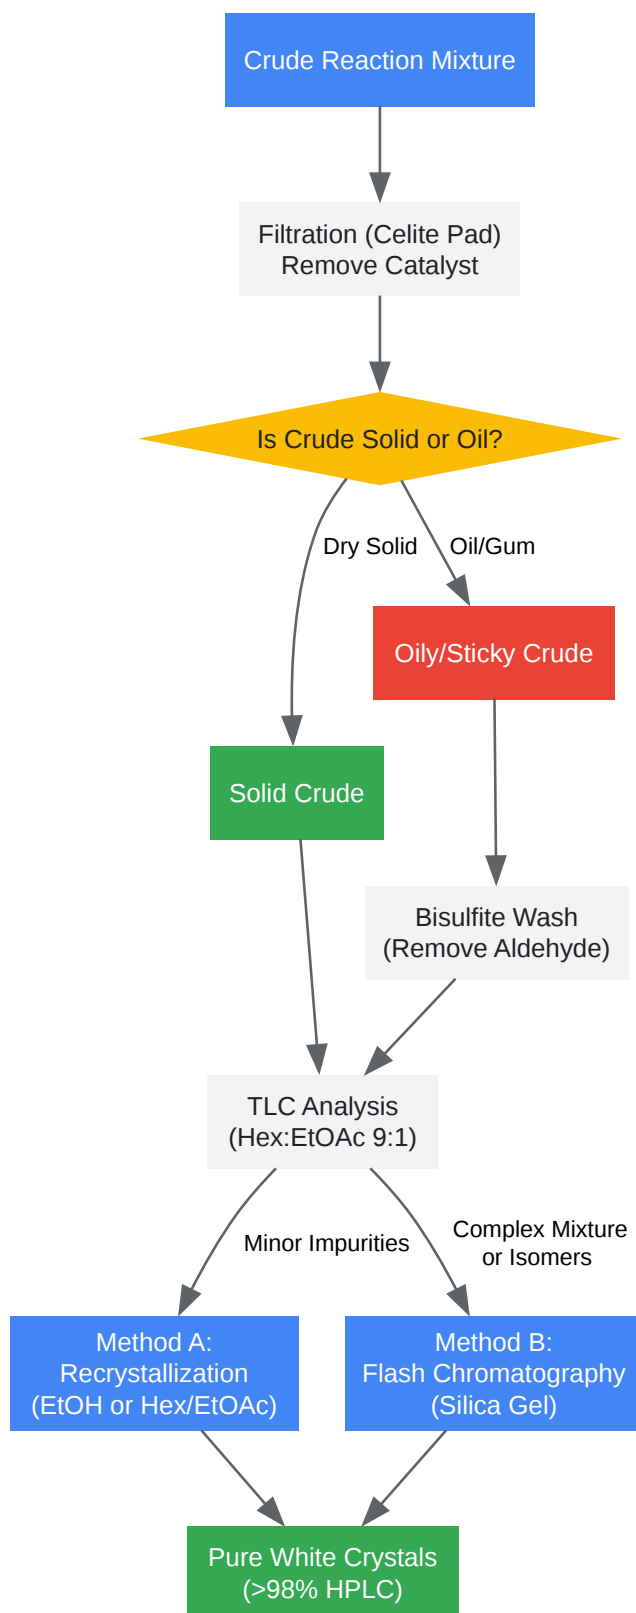 Crude Reaction Mixture
Filtration (Celite Pad)
Remove Catalyst
Is Crude Solid or Oil?
Dry Solid
Oil/Gum
Oily/Sticky Crude
Solid Crude
Bisulfite Wash
(Remove Aldehyde)
TLC Analysis
(Hex:EtOAc 9:1)
Minor Impurities
Complex Mixture
or Isomers
Method A:
Recrystallization
(EtOH or Hex/EtOAc)
Method B:
Flash Chromatography
(Silica Gel)
Pure White Crystals
(>98% HPLC)